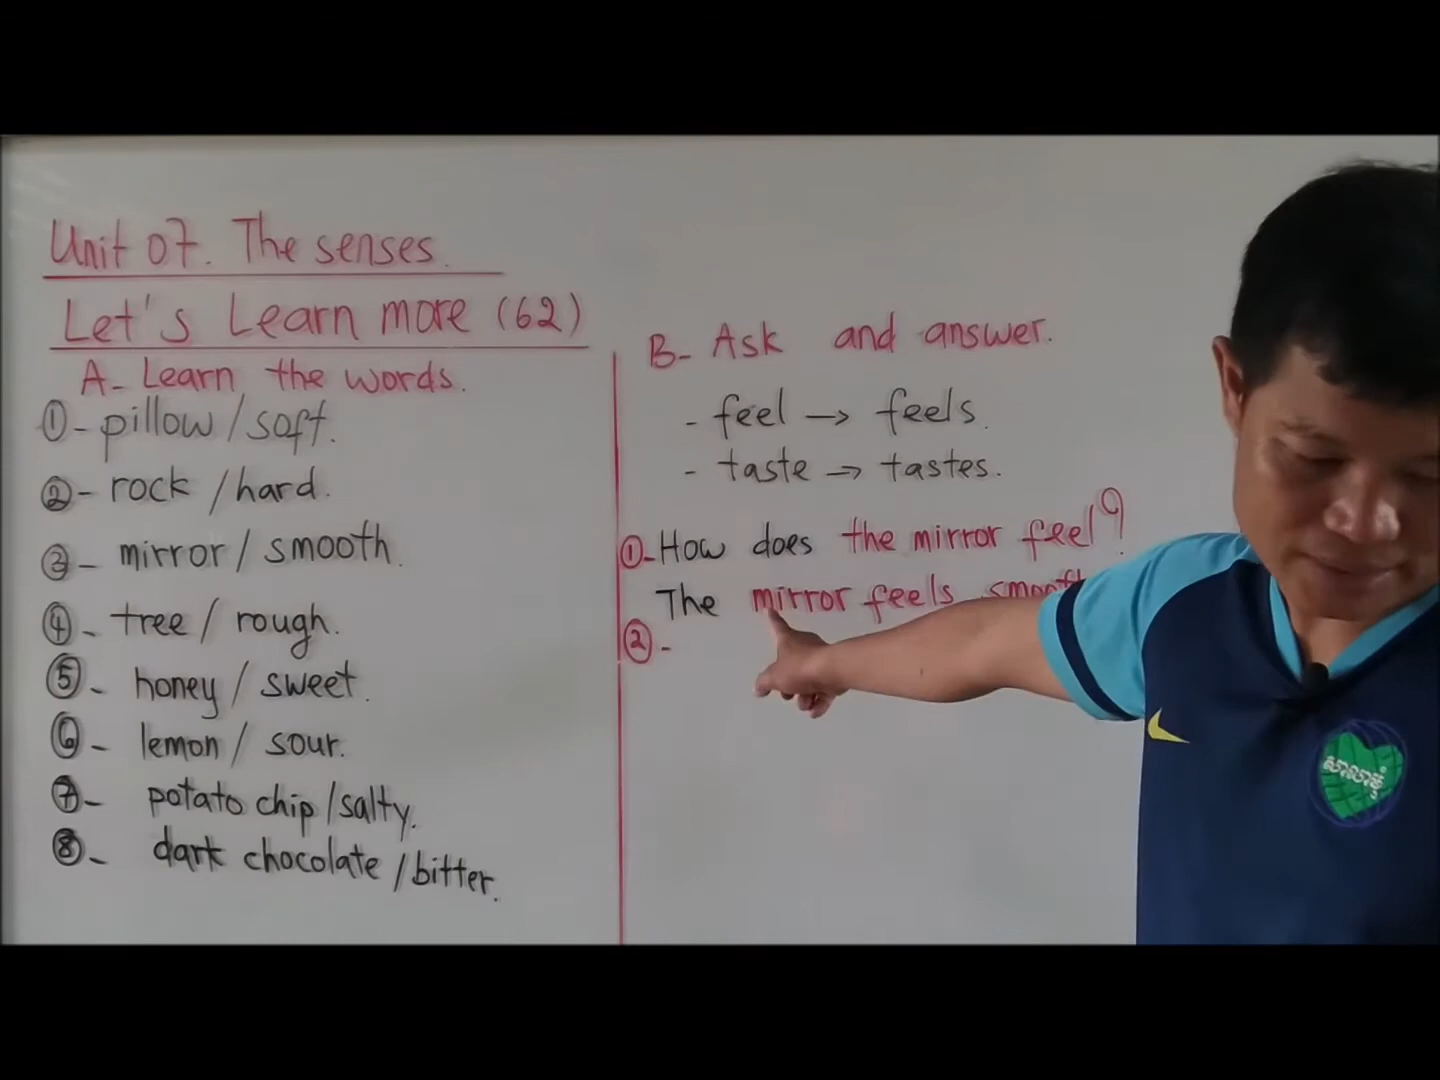 Unit 07. The senses.
Let's Learn more (62)
A- Learn the words.
①- pillow / soft.
②- rock / hard.
③- mirror / smooth.
④- tree / rough.
⑤- honey / sweet.
⑥- lemon / sour.
⑦- potato chip / salty.
⑧- dark chocolate / bitter.
B- Ask and answer.
- feel → feels.
- taste → tastes.
①- How does the mirror feel?
The mirror feels smooth
②-